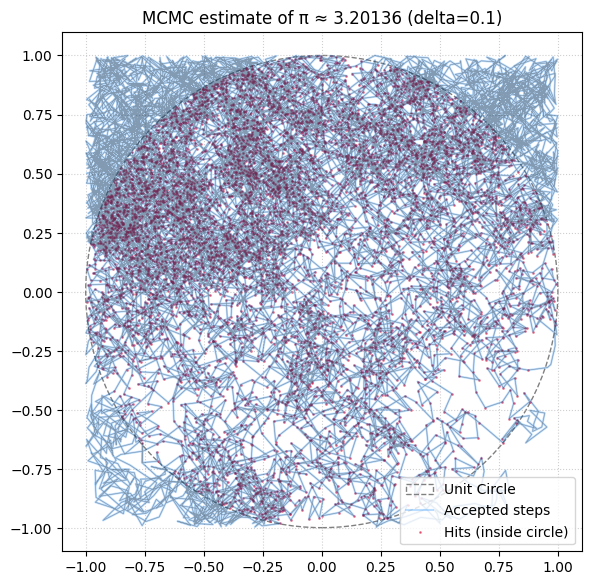 MCMC estimate of π ≈ 3.20136 (delta=0.1)
1.00
0.75
0.50
0.25
0.00
−0.25
−0.50
−0.75
−1.00
Unit Circle
Accepted steps
Hits (inside circle)
−1.00 −0.75 −0.50 −0.25 0.00 0.25 0.50 0.75 1.00